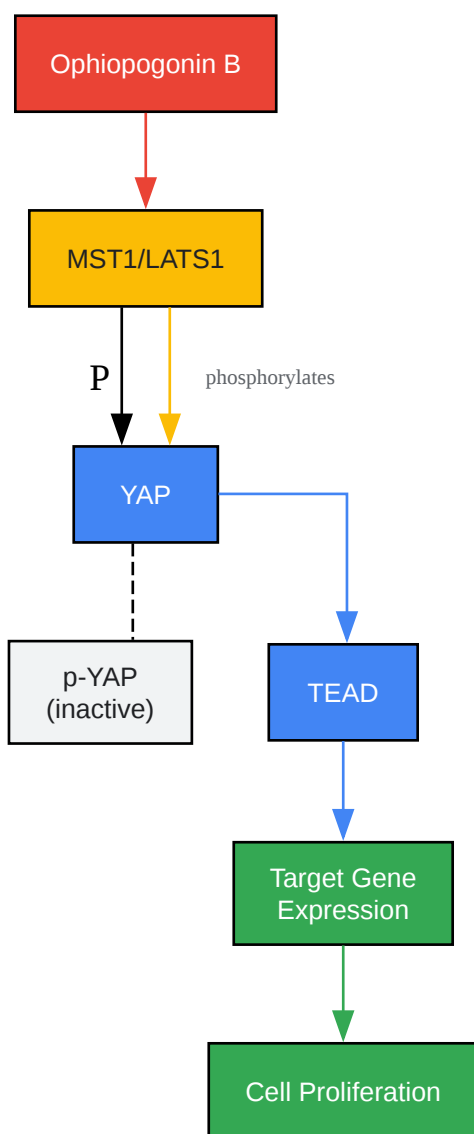 Ophiopogonin B
MST1/LATS1
P
phosphorylates
YAP
p-YAP
(inactive)
TEAD
Target Gene
Expression
Cell Proliferation